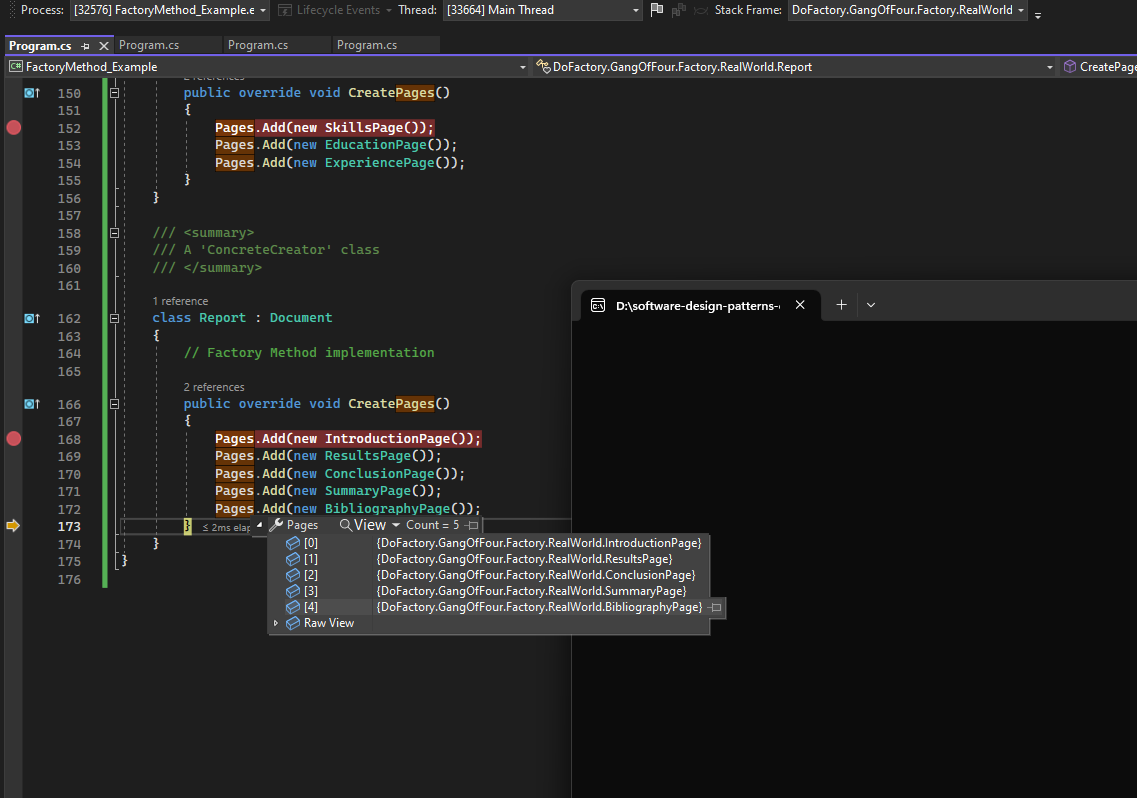 Process: [32576] FactoryMethod_Example.e Lifecycle Events Thread: [33664] Main Thread Stack Frame: DoFactory.GangOfFour.Factory.RealWorld
Program.cs Program.cs Program.cs Program.cs
C# FactoryMethod_Example DoFactory.GangOfFour.Factory.RealWorld.Report CreatePage
2 references
150 public override void CreatePages()
151 {
152 Pages.Add(new SkillsPage());
153 Pages.Add(new EducationPage());
154 Pages.Add(new ExperiencePage());
155 }
156 }
157
158 /// <summary>
159 /// A 'ConcreteCreator' class
160 /// </summary>
161
1 reference
162 class Report : Document
163 {
164 // Factory Method implementation
165
2 references
166 public override void CreatePages()
167 {
168 Pages.Add(new IntroductionPage());
169 Pages.Add(new ResultsPage());
170 Pages.Add(new ConclusionPage());
171 Pages.Add(new SummaryPage());
172 Pages.Add(new BibliographyPage());
173 } ≤ 2ms elap Pages View Count = 5
[0] {DoFactory.GangOfFour.Factory.RealWorld.IntroductionPage}
174 }
[1] {DoFactory.GangOfFour.Factory.RealWorld.ResultsPage}
175 }
[2] {DoFactory.GangOfFour.Factory.RealWorld.ConclusionPage}
176
[3] {DoFactory.GangOfFour.Factory.RealWorld.SummaryPage}
[4] {DoFactory.GangOfFour.Factory.RealWorld.BibliographyPage}
Raw View
D:\software-design-patterns-